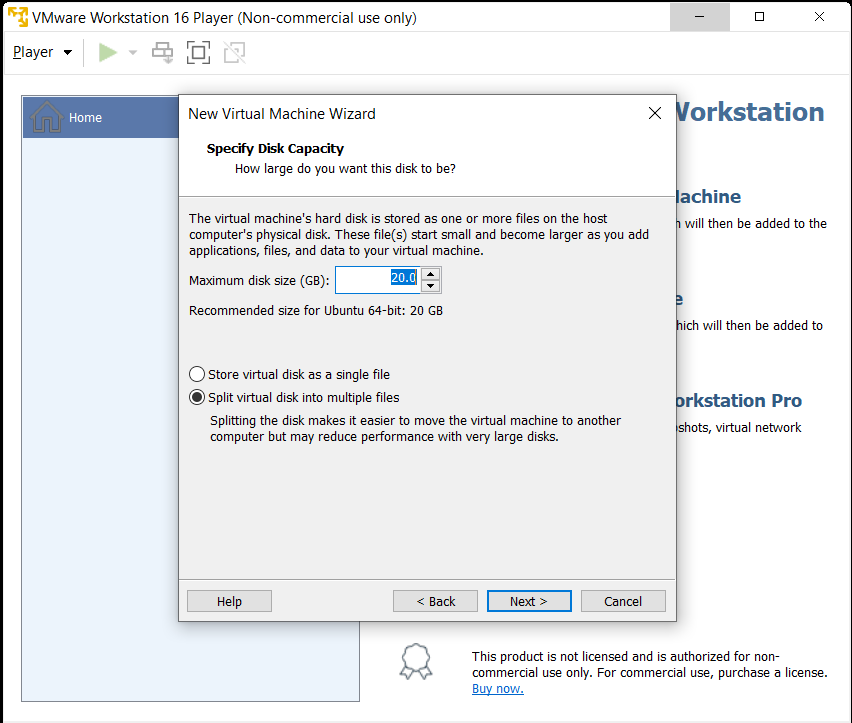 VMware Workstation 16 Player (Non-commercial use only)
Player
Home
New Virtual Machine Wizard
Specify Disk Capacity
How large do you want this disk to be?
The virtual machine's hard disk is stored as one or more files on the host
computer's physical disk. These file(s) start small and become larger as you add
applications, files, and data to your virtual machine.
Maximum disk size (GB): 20.0
Recommended size for Ubuntu 64-bit: 20 GB
Store virtual disk as a single file
Split virtual disk into multiple files
Splitting the disk makes it easier to move the virtual machine to another
computer but may reduce performance with very large disks.
Help
< Back
Next >
Cancel
Workstation
will then be added to the
which will then be added to
Pro
virtual network
This product is not licensed and is authorized for non-
commercial use only. For commercial use, purchase a license.
Buy now.